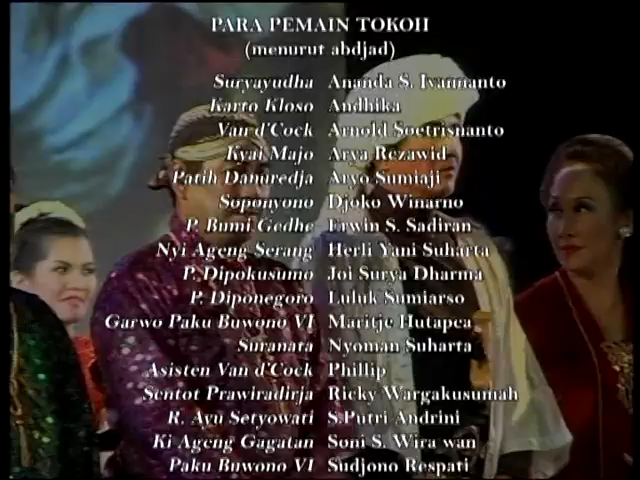 PARA PEMAIN TOKOH
(menurut abdjad)
Suryayudha Ananda S. Ivannanto
Karto Kloso Andhika
Van d'Cock Arnold Soetrisnanto
Kyai Majo Arya Rezawid
Patih Danuredja Aryo Sumiaji
Soponyono Djoko Winarno
P. Bumi Gedhe Erwin S. Sadiran
Nyi Ageng Serang Herli Yani Suharta
P. Dipokusumo Joi Surya Dharma
P. Diponegoro Luluk Sumiarso
Garwo Paku Buwono VI Maritje Hutapea
Suranata Nyoman Suharta
Asisten Van d'Cock Phillip
Sentot Prawiradirja Ricky Wargakusumah
R. Ayu Setyowati S.Putri Andrini
Ki Ageng Gagatan Soni S. Wira wan
Paku Buwono VI Sudjono Respati